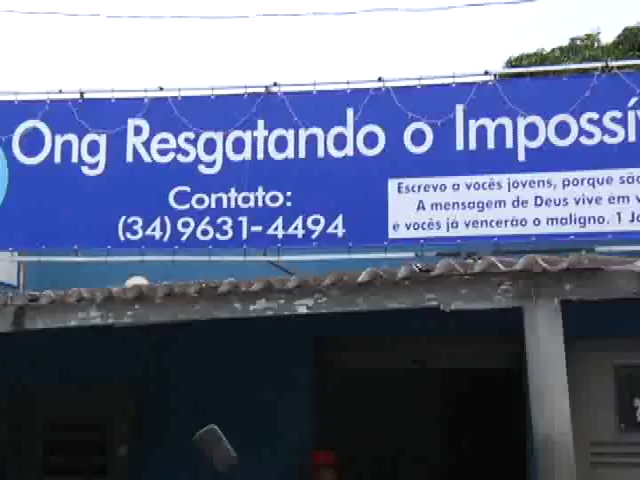 Ong Resgatando o Impossí
Contato:
(34)9631-4494
Escrevo a vocês jovens, porque são
A mensagem de Deus vive em v
e vocês já vencerão o maligno. 1 Jo